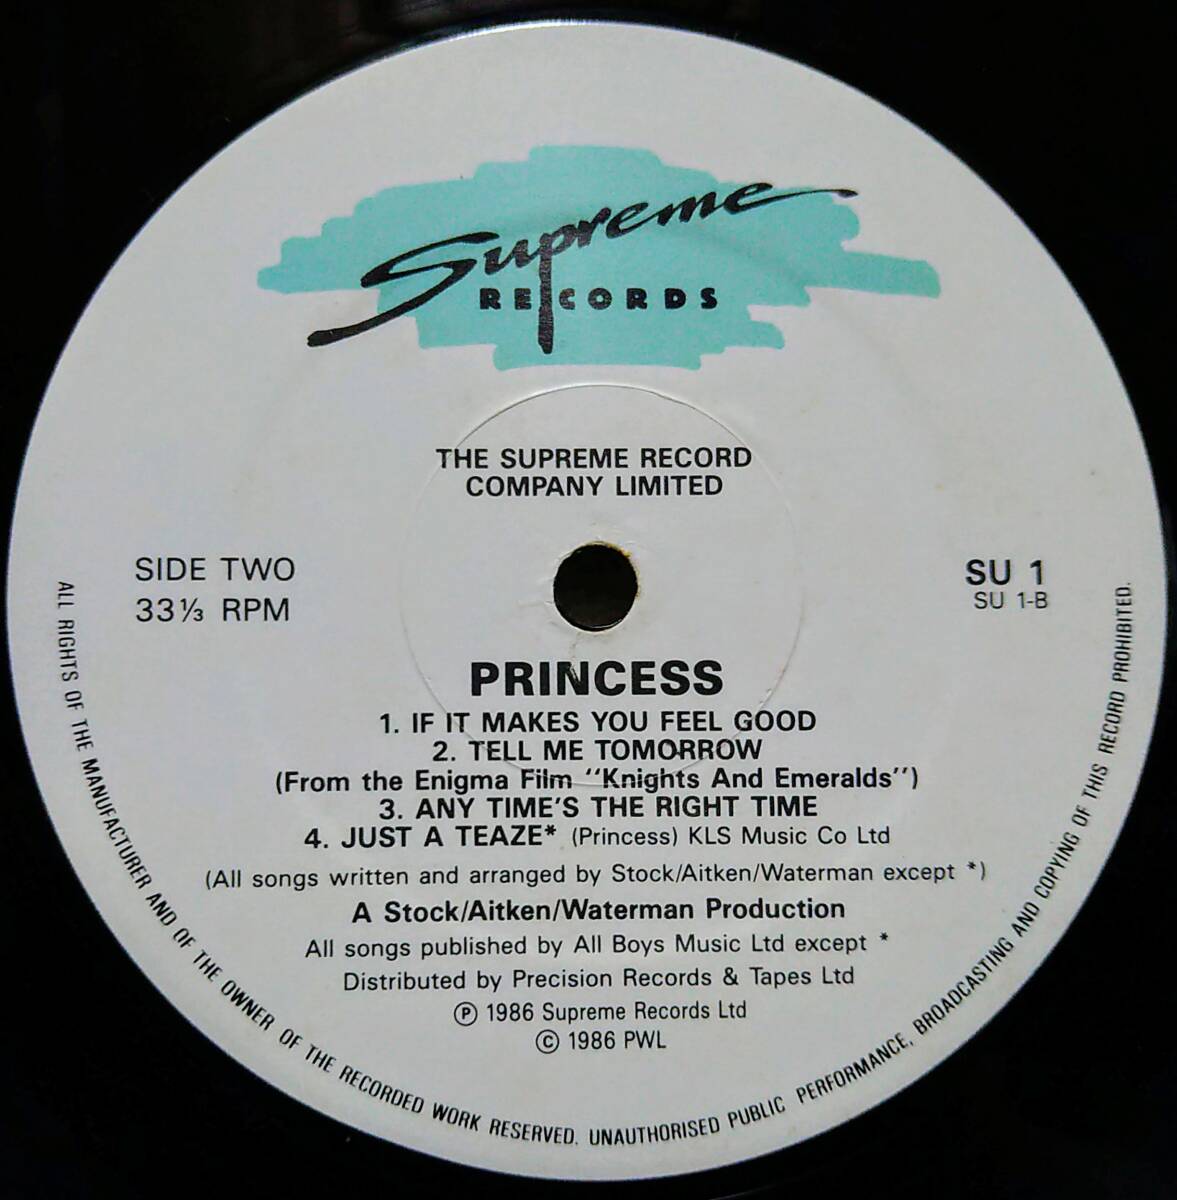 Supreme
RECORDS
THE SUPREME RECORD
COMPANY LIMITED
SIDE TWO
33⅓ RPM
SU 1
SU 1-B
PRINCESS
1. IF IT MAKES YOU FEEL GOOD
2. TELL ME TOMORROW
(From the Enigma Film "Knights And Emeralds")
3. ANY TIME'S THE RIGHT TIME
4. JUST A TEAZE* (Princess) KLS Music Co Ltd
(All songs written and arranged by Stock/Aitken/Waterman except *)
A Stock/Aitken/Waterman Production
All songs published by All Boys Music Ltd except *
Distributed by Precision Records & Tapes Ltd
℗ 1986 Supreme Records Ltd
© 1986 PWL
ALL RIGHTS OF THE MANUFACTURER AND OF THE OWNER OF THE RECORDED WORK RESERVED. UNAUTHORISED PUBLIC PERFORMANCE, BROADCASTING AND COPYING OF THIS RECORD PROHIBITED.